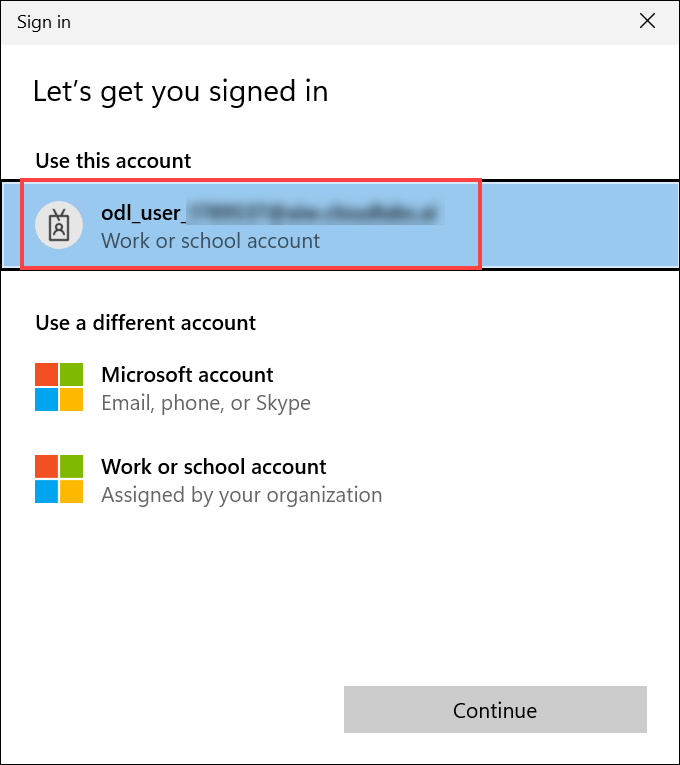 Sign in
Let's get you signed in
Use this account
odl_user_
Work or school account
Use a different account
Microsoft account
Email, phone, or Skype
Work or school account
Assigned by your organization
Continue